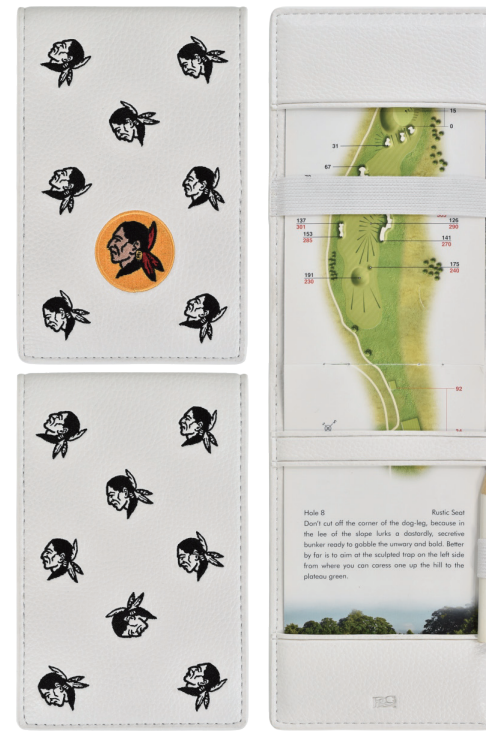 15
8
31
67
137
301
126
290
153
285
141
270
175
240
191
230
92
Hole 8 Rustic Seat
Don't cut off the corner of the dog-leg, because in
the lee of the slope lurks a dastardly, secretive
bunker ready to gobble the unwary and bold. Better
by far is to aim at the sculpted trap on the left side
from where you can caress one up the hill to the
plateau green.